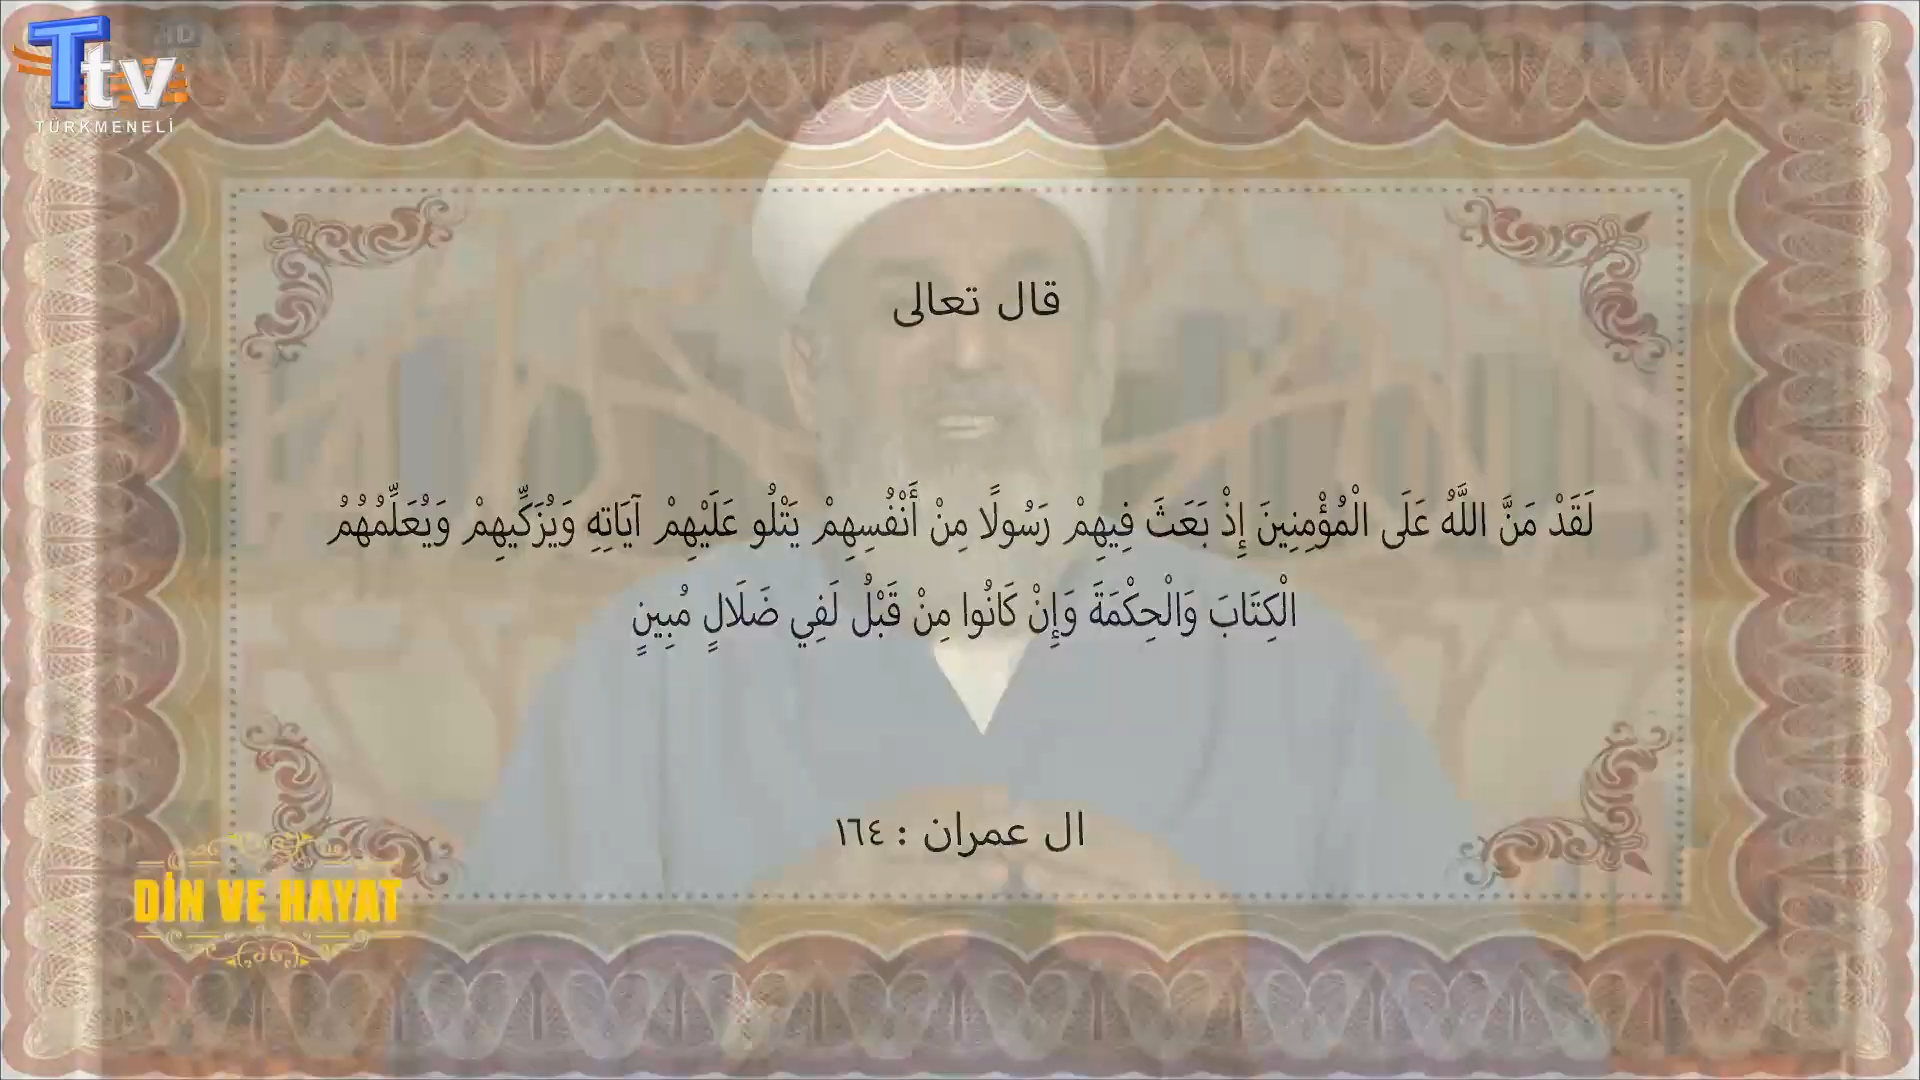 HD
Ttv
TÜRKMENELİ
قال تعالى
لَقَدْ مَنَّ اللَّهُ عَلَى الْمُؤْمِنِينَ إِذْ بَعَثَ فِيهِمْ رَسُولًا مِنْ أَنْفُسِهِمْ يَتْلُو عَلَيْهِمْ آيَاتِهِ وَيُزَكِّيهِمْ وَيُعَلِّمُهُمُ
الْكِتَابَ وَالْحِكْمَةَ وَإِنْ كَانُوا مِنْ قَبْلُ لَفِي ضَلَالٍ مُبِينٍ
ال عمران : ١٦٤
DİN VE HAYAT